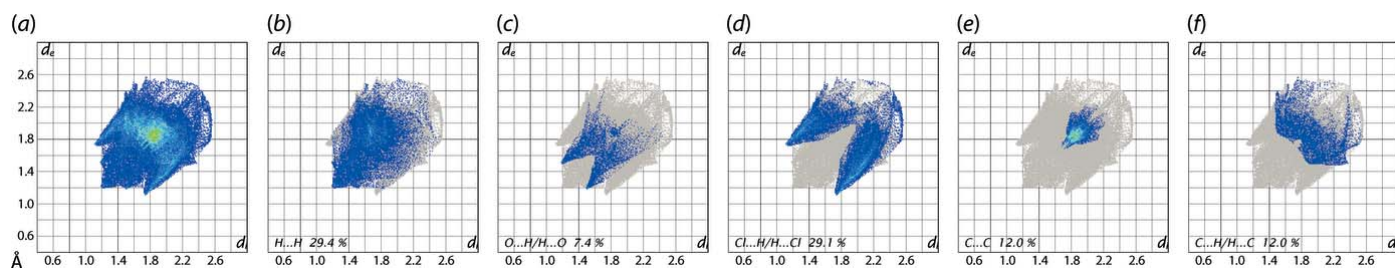 (a) (b) (c) (d) (e) (f)
de de de de de de
2.6
2.2
1.8
1.4
1.0
0.6
di di di di di d
H...H 29.4 % O...H/H...O 7.4 % Cl...H/H...Cl 29.1 % C...C 12.0 % C...H/H...C 12.0 %
Å 0.6 1.0 1.4 1.8 2.2 2.6 0.6 1.0 1.4 1.8 2.2 2.6 0.6 1.0 1.4 1.8 2.2 2.6 0.6 1.0 1.4 1.8 2.2 2.6 0.6 1.0 1.4 1.8 2.2 2.6 0.6 1.0 1.4 1.8 2.2 2.6